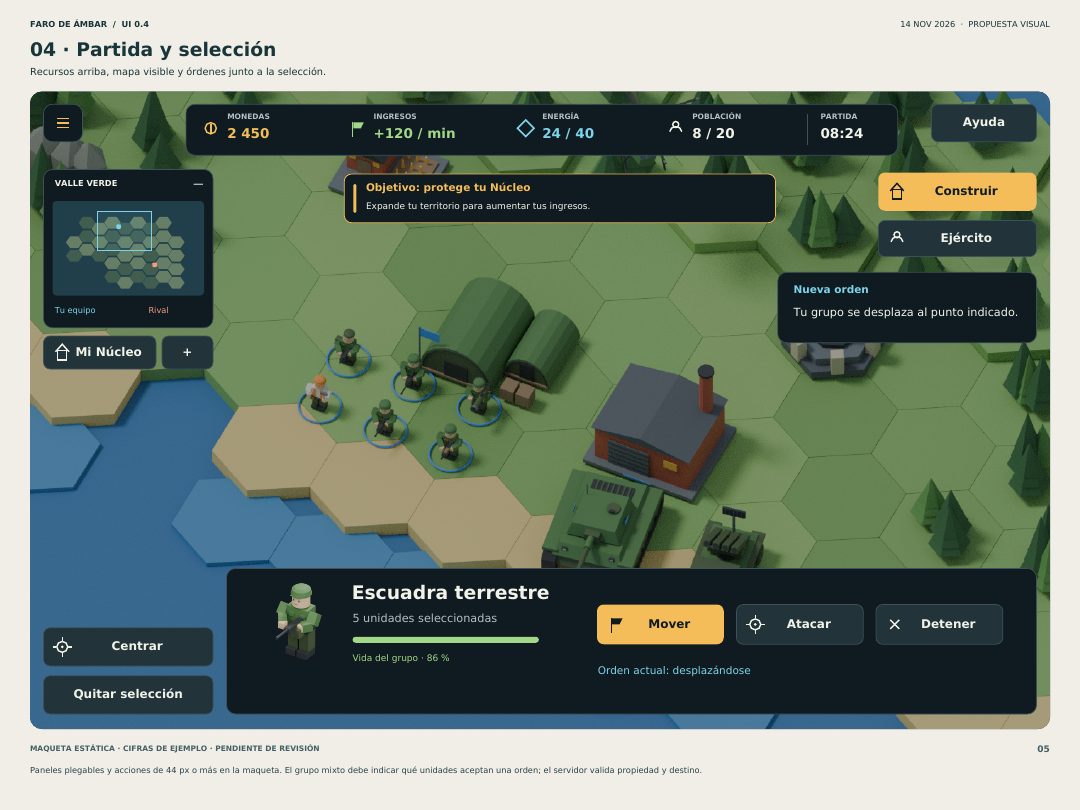 FARO DE ÁMBAR / UI 0.4
14 NOV 2026 · PROPUESTA VISUAL
04 · Partida y selección
Recursos arriba, mapa visible y órdenes junto a la selección.
MONEDAS
2 450
INGRESOS
+120 / min
ENERGÍA
24 / 40
POBLACIÓN
8 / 20
PARTIDA
08:24
Ayuda
VALLE VERDE
Tu equipo
Rival
Mi Núcleo
+
Objetivo: protege tu Núcleo
Expande tu territorio para aumentar tus ingresos.
Construir
Ejército
Nueva orden
Tu grupo se desplaza al punto indicado.
Centrar
Quitar selección
Escuadra terrestre
5 unidades seleccionadas
Vida del grupo · 86 %
Mover
Atacar
Detener
Orden actual: desplazándose
MAQUETA ESTÁTICA · CIFRAS DE EJEMPLO · PENDIENTE DE REVISIÓN
05
Paneles plegables y acciones de 44 px o más en la maqueta. El grupo mixto debe indicar qué unidades aceptan una orden; el servidor valida propiedad y destino.